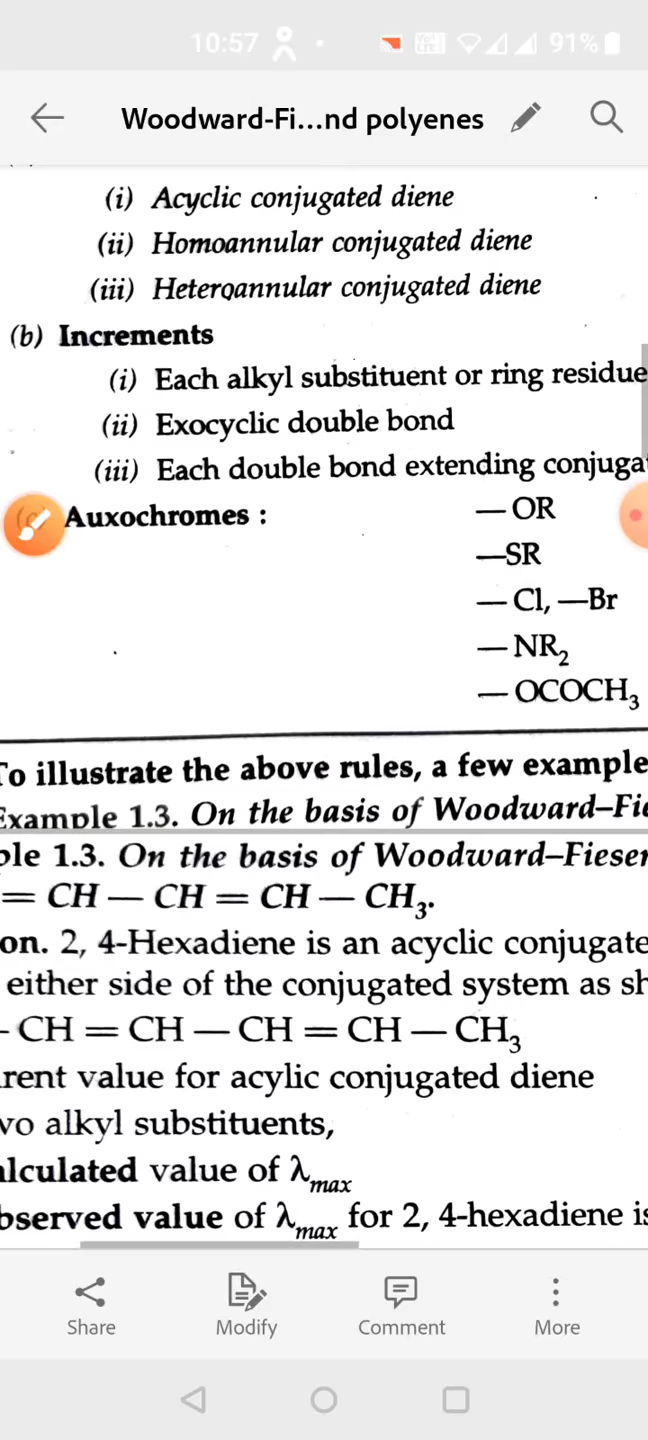 10:57 91%
Woodward-Fi...nd polyenes
(i) Acyclic conjugated diene
(ii) Homoannular conjugated diene
(iii) Heteroannular conjugated diene
(b) Increments
(i) Each alkyl substituent or ring residue
(ii) Exocyclic double bond
(iii) Each double bond extending conjuga
Auxochromes : — OR
—SR
— Cl, —Br
— NR₂
— OCOCH₃
To illustrate the above rules, a few example
Example 1.3. On the basis of Woodward–Fie
ple 1.3. On the basis of Woodward–Fieser
= CH — CH = CH — CH₃.
on. 2, 4-Hexadiene is an acyclic conjugate
either side of the conjugated system as sh
- CH = CH — CH = CH — CH₃
rent value for acylic conjugated diene
vo alkyl substituents,
alculated value of λmax
bserved value of λmax for 2, 4-hexadiene is
Share Modify Comment More